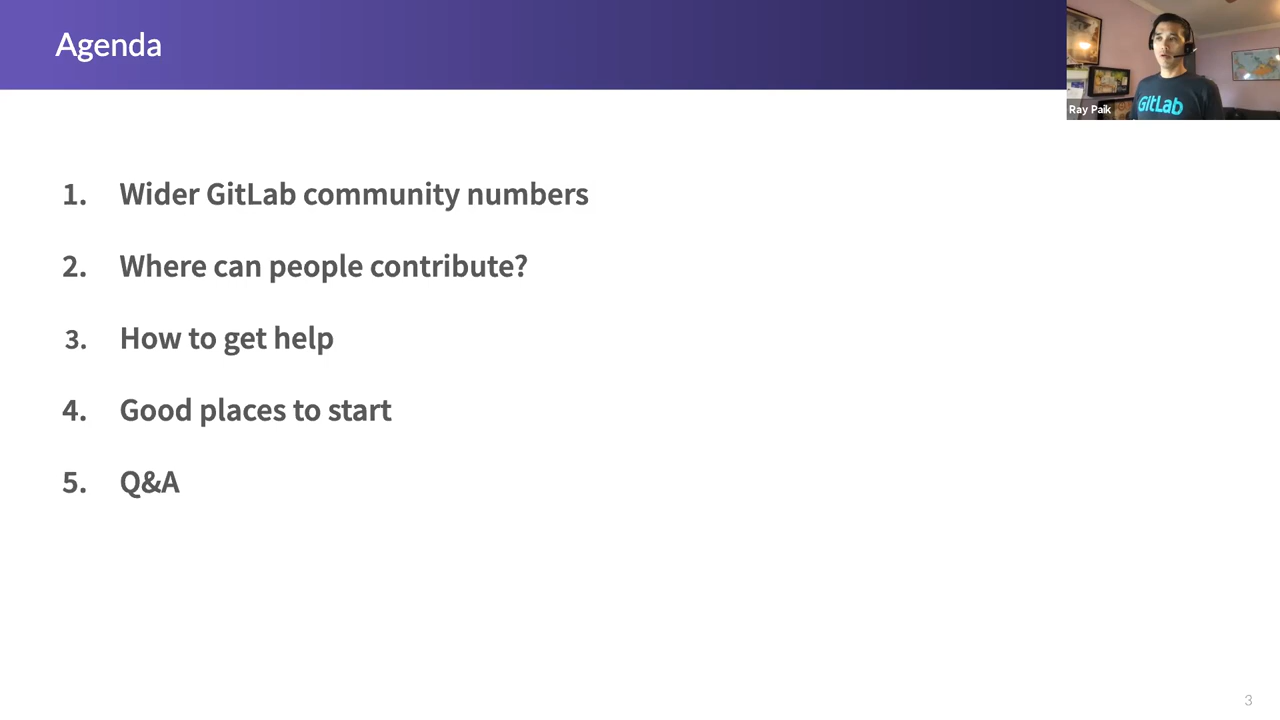 Agenda
Ray Paik
GitLab
1. Wider GitLab community numbers
2. Where can people contribute?
3. How to get help
4. Good places to start
5. Q&A
3